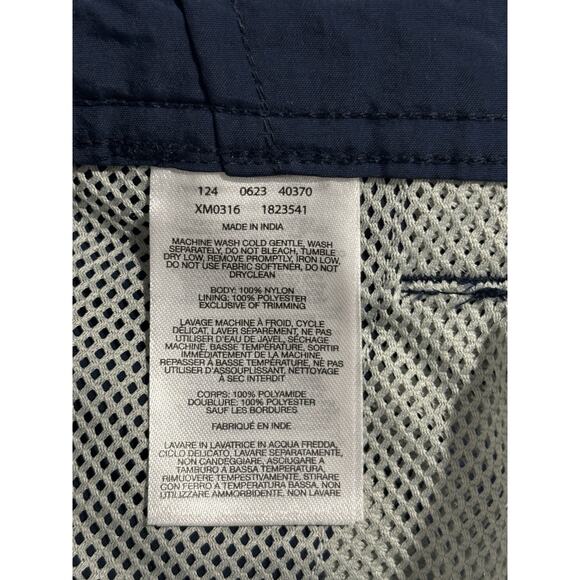 124 0623 40370
XM0316 1823541
MADE IN INDIA
MACHINE WASH COLD GENTLE, WASH
SEPARATELY, DO NOT BLEACH, TUMBLE
DRY LOW, REMOVE PROMPTLY, IRON LOW,
DO NOT USE FABRIC SOFTENER, DO NOT
DRYCLEAN
BODY: 100% NYLON
LINING: 100% POLYESTER
EXCLUSIVE OF TRIMMING
LAVAGE MACHINE À FROID, CYCLE
DÉLICAT, LAVER SÉPARÉMENT, NE PAS
UTILISER D'EAU DE JAVEL, SÉCHAGE
MACHINE, BASSE TEMPÉRATURE, SORTIR
IMMÉDIATEMENT DE LA MACHINE,
REPASSER À BASSE TEMPÉRATURE, NE PAS
UTILISER D'ASSOUPLISSANT, NETTOYAGE
À SEC INTERDIT
CORPS: 100% POLYAMIDE
DOUBLURE: 100% POLYESTER
SAUF LES BORDURES
FABRIQUÉ EN INDE
LAVARE IN LAVATRICE IN ACQUA FREDDA,
CICLO DELICATO, LAVARE SEPARATAMENTE,
NON CANDEGGIARE, ASCIUGARE A
TAMBURO A BASSA TEMPERATURA,
RIMUOVERE TEMPESTIVAMENTE, STIRARE
CON FERRO A TEMPERATURA BASSA, NON
UTILIZZARE AMMORBIDENTE, NON LAVARE